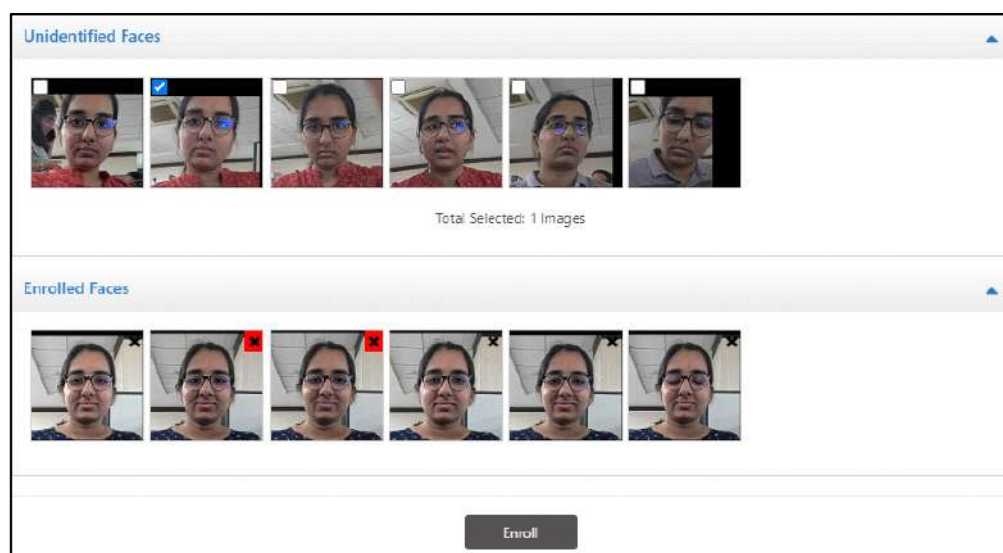 Unidentified Faces
Total Selected: 1 Images
Enrolled Faces
Enroll